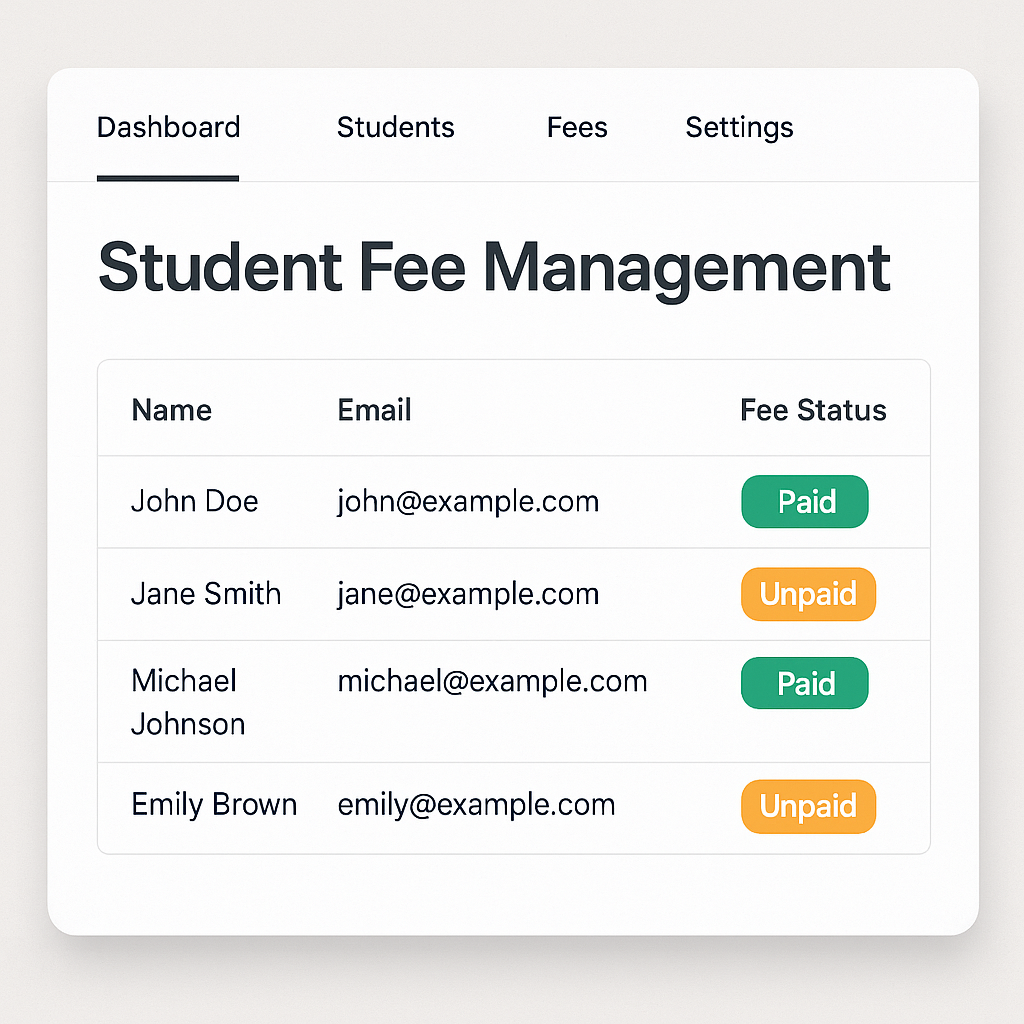 Dashboard Students Fees Settings
Student Fee Management
Name Email Fee Status
John Doe john@example.com Paid
Jane Smith jane@example.com Unpaid
Michael michael@example.com Paid
Johnson
Emily Brown emily@example.com Unpaid